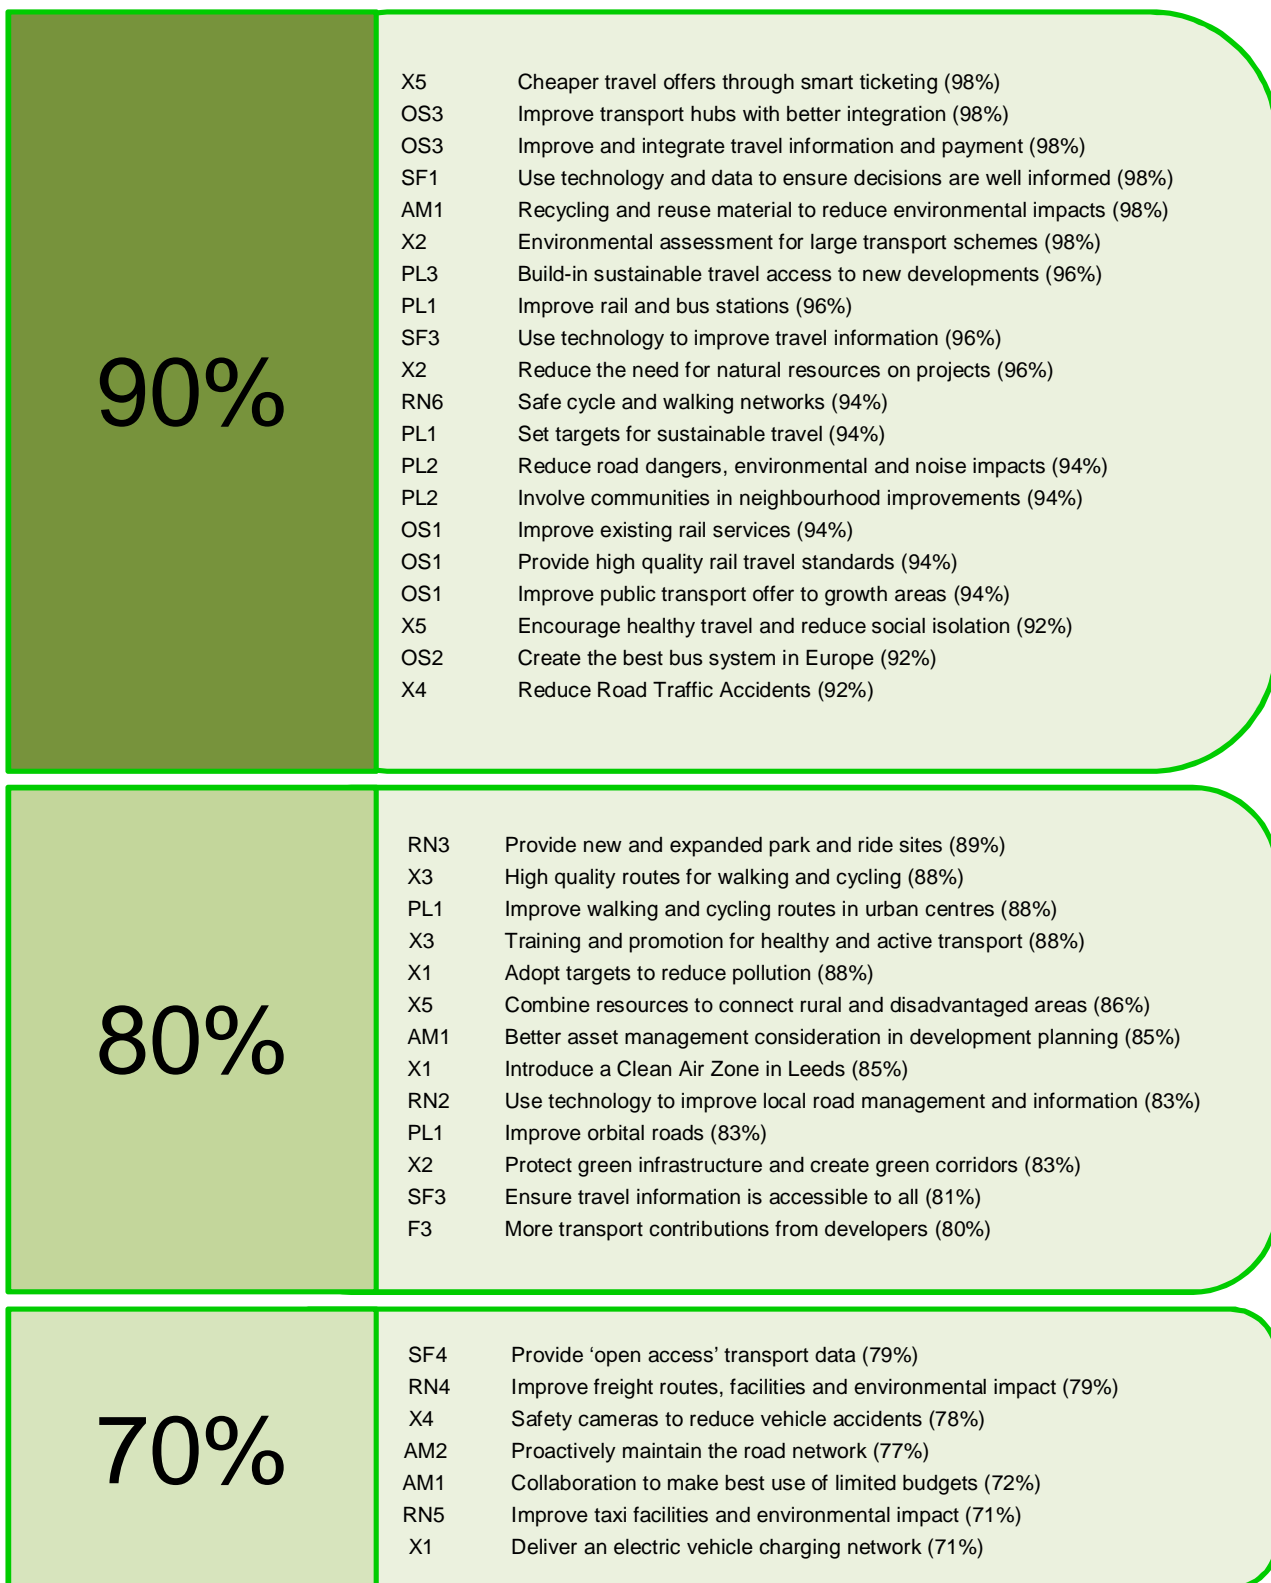 90%
X5 Cheaper travel offers through smart ticketing (98%)
OS3 Improve transport hubs with better integration (98%)
OS3 Improve and integrate travel information and payment (98%)
SF1 Use technology and data to ensure decisions are well informed (98%)
AM1 Recycling and reuse material to reduce environmental impacts (98%)
X2 Environmental assessment for large transport schemes (98%)
PL3 Build-in sustainable travel access to new developments (96%)
PL1 Improve rail and bus stations (96%)
SF3 Use technology to improve travel information (96%)
X2 Reduce the need for natural resources on projects (96%)
RN6 Safe cycle and walking networks (94%)
PL1 Set targets for sustainable travel (94%)
PL2 Reduce road dangers, environmental and noise impacts (94%)
PL2 Involve communities in neighbourhood improvements (94%)
OS1 Improve existing rail services (94%)
OS1 Provide high quality rail travel standards (94%)
OS1 Improve public transport offer to growth areas (94%)
X5 Encourage healthy travel and reduce social isolation (92%)
OS2 Create the best bus system in Europe (92%)
X4 Reduce Road Traffic Accidents (92%)
80%
RN3 Provide new and expanded park and ride sites (89%)
X3 High quality routes for walking and cycling (88%)
PL1 Improve walking and cycling routes in urban centres (88%)
X3 Training and promotion for healthy and active transport (88%)
X1 Adopt targets to reduce pollution (88%)
X5 Combine resources to connect rural and disadvantaged areas (86%)
AM1 Better asset management consideration in development planning (85%)
X1 Introduce a Clean Air Zone in Leeds (85%)
RN2 Use technology to improve local road management and information (83%)
PL1 Improve orbital roads (83%)
X2 Protect green infrastructure and create green corridors (83%)
SF3 Ensure travel information is accessible to all (81%)
F3 More transport contributions from developers (80%)
70%
SF4 Provide ‘open access’ transport data (79%)
RN4 Improve freight routes, facilities and environmental impact (79%)
X4 Safety cameras to reduce vehicle accidents (78%)
AM2 Proactively maintain the road network (77%)
AM1 Collaboration to make best use of limited budgets (72%)
RN5 Improve taxi facilities and environmental impact (71%)
X1 Deliver an electric vehicle charging network (71%)